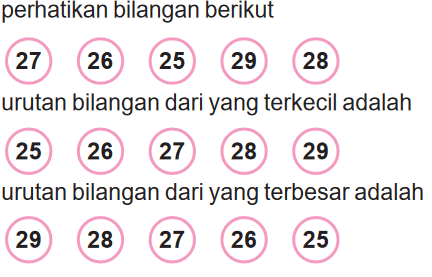 perhatikan bilangan berikut
27 26 25 29 28
urutan bilangan dari yang terkecil adalah
25 26 27 28 29
urutan bilangan dari yang terbesar adalah
29 28 27 26 25